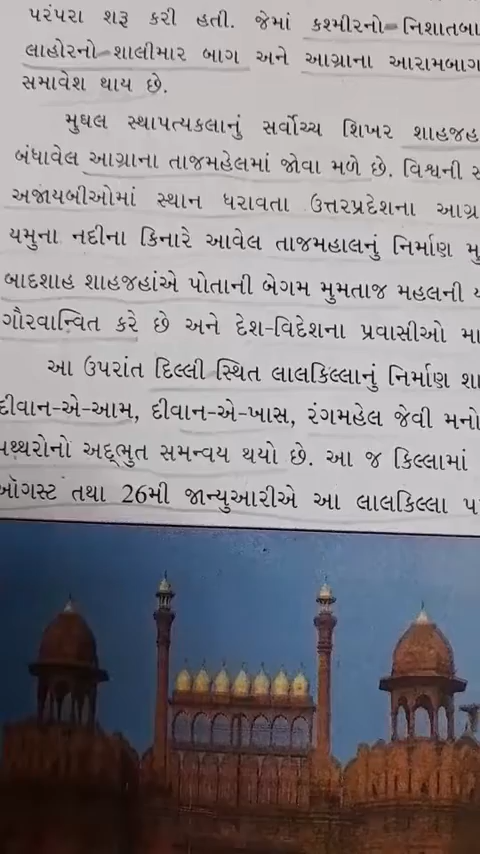 પરંપરા શરૂ કરી હતી. જેમાં કશ્મીરનો નિશાતબા
લાહોરનો શાલીમાર બાગ અને આગ્રાના આરામબાગ
સમાવેશ થાય છે.
મુઘલ સ્થાપત્યકલાનું સર્વોચ્ચ શિખર શાહજહ
બંધાવેલ આગ્રાના તાજમહેલમાં જોવા મળે છે. વિશ્વની
અજાયબીઓમાં સ્થાન ધરાવતા ઉત્તરપ્રદેશના આગ્ર
યમુના નદીના કિનારે આવેલ તાજમહાલનું નિર્માણ મુ
બાદશાહ શાહજહાંએ પોતાની બેગમ મુમતાજ મહલની
ગૌરવાન્વિત કરે છે અને દેશ-વિદેશના પ્રવાસીઓ મા
આ ઉપરાંત દિલ્લી સ્થિત લાલકિલ્લાનું નિર્માણ શા
દીવાન-એ-આમ, દીવાન-એ-ખાસ, રંગમહેલ જેવી મનો
પથ્થરોનો અદ્ભુત સમન્વય થયો છે. આ જ કિલ્લામાં
ઑગસ્ટ તથા 26મી જાન્યુઆરીએ આ લાલકિલ્લા પ